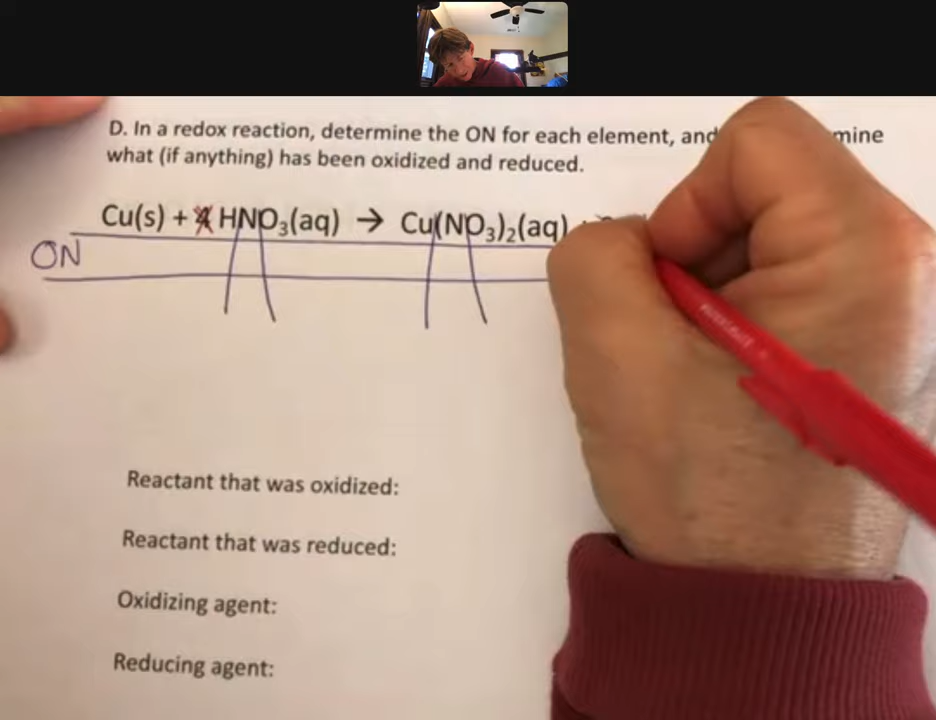 D. In a redox reaction, determine the ON for each element, and mine
what (if anything) has been oxidized and reduced.
Cu(s) + 4 HNO₃(aq) → Cu(NO₃)₂(aq)
ON
Reactant that was oxidized:
Reactant that was reduced:
Oxidizing agent:
Reducing agent: